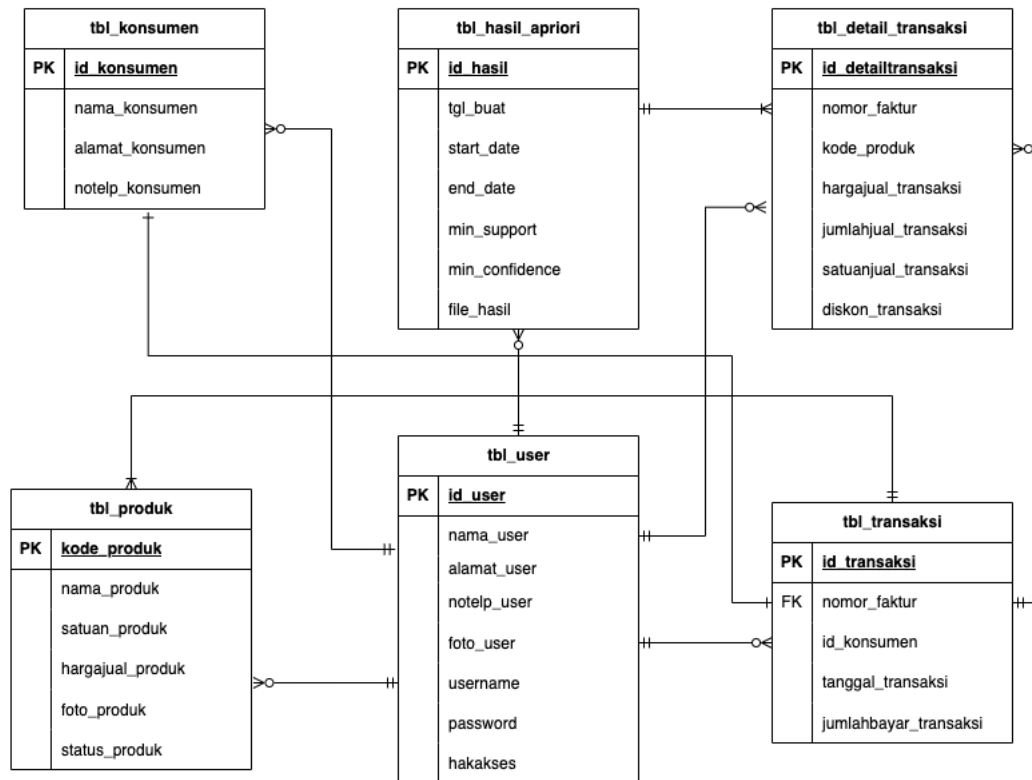 tbl_konsumen
PK id_konsumen
nama_konsumen
alamat_konsumen
notelp_konsumen
tbl_hasil_apriori
PK id_hasil
tgl_buat
start_date
end_date
min_support
min_confidence
file_hasil
tbl_detail_transaksi
PK id_detailtransaksi
nomor_faktur
kode_produk
hargajual_transaksi
jumlahjual_transaksi
satuanjual_transaksi
diskon_transaksi
tbl_produk
PK kode_produk
nama_produk
satuan_produk
hargajual_produk
foto_produk
status_produk
tbl_user
PK id_user
nama_user
alamat_user
notelp_user
foto_user
username
password
hakakses
tbl_transaksi
PK id_transaksi
FK nomor_faktur
id_konsumen
tanggal_transaksi
jumlahbayar_transaksi